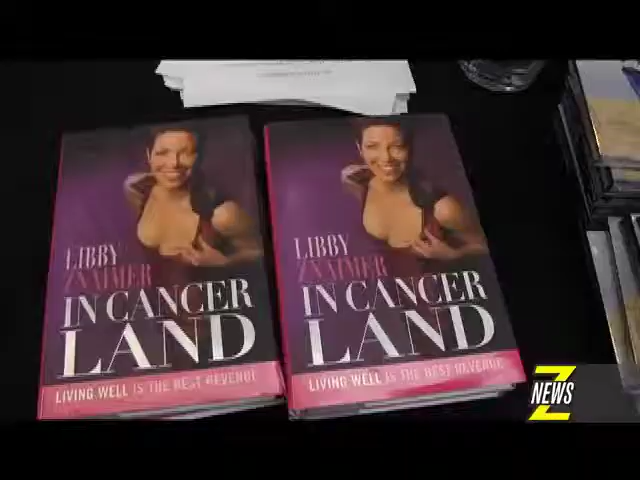 LIBBY
ZNAIMER
IN CANCER
LAND
LIVING WELL IS THE BEST REVENGE
LIBBY
ZNAIMER
IN CANCER
LAND
LIVING WELL IS THE BEST REVENGE
Z
NEWS